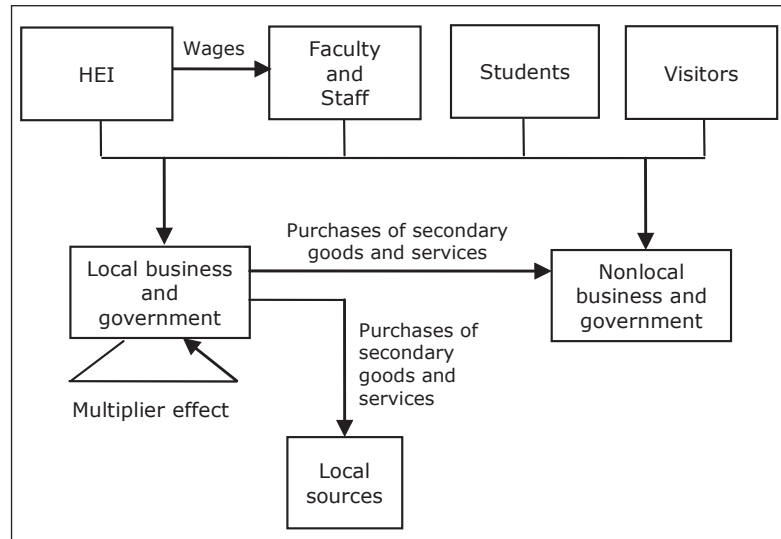 HEI
Wages
Faculty
and
Staff
Students
Visitors
Purchases of secondary
goods and services
Local business
and
government
Nonlocal
business and
government
Purchases of
secondary
goods and
services
Multiplier effect
Local
sources